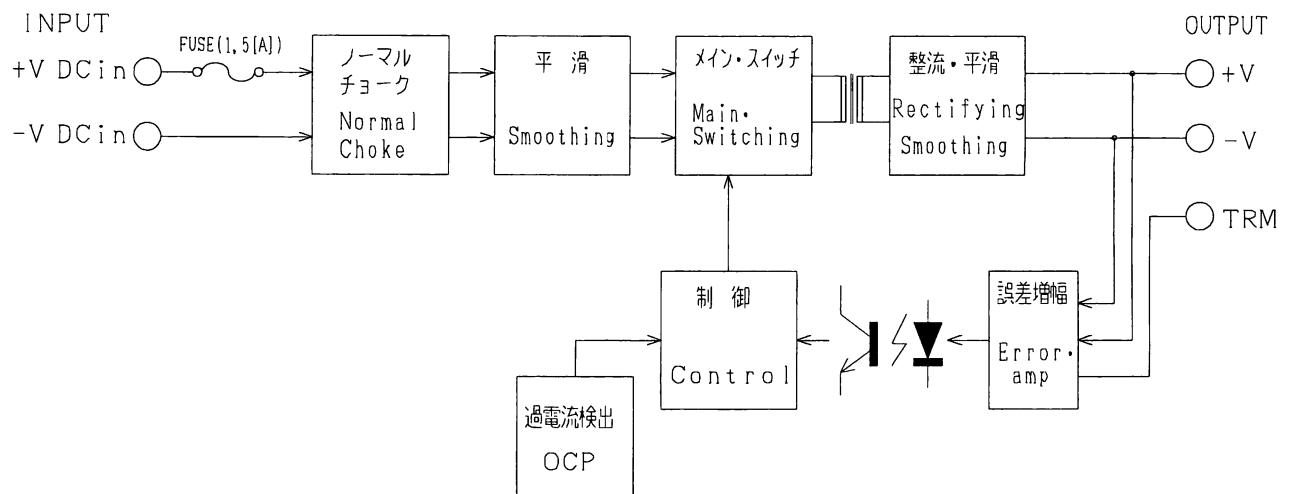 INPUT
OUTPUT
FUSE(1,5[A])
+V DCin
-V DCin
ノーマル
チョーク
Normal
Choke
平 滑
Smoothing
メイン・スイッチ
Main・
Switching
整流・平滑
Rectifying
Smoothing
+V
-V
TRM
制 御
Control
誤差増幅
Error・
amp
過電流検出
OCP